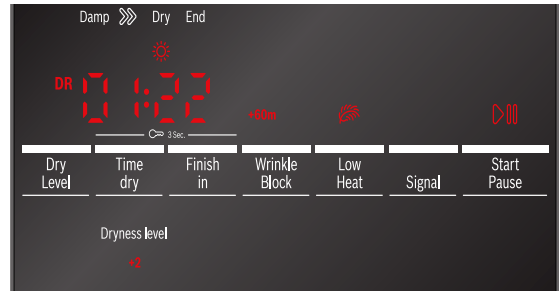 Damp Dry End
DR 01:22
+60m
3 Sec.
Dry Level
Time dry
Finish in
Wrinkle Block
Low Heat
Signal
Start Pause
Dryness level
+2